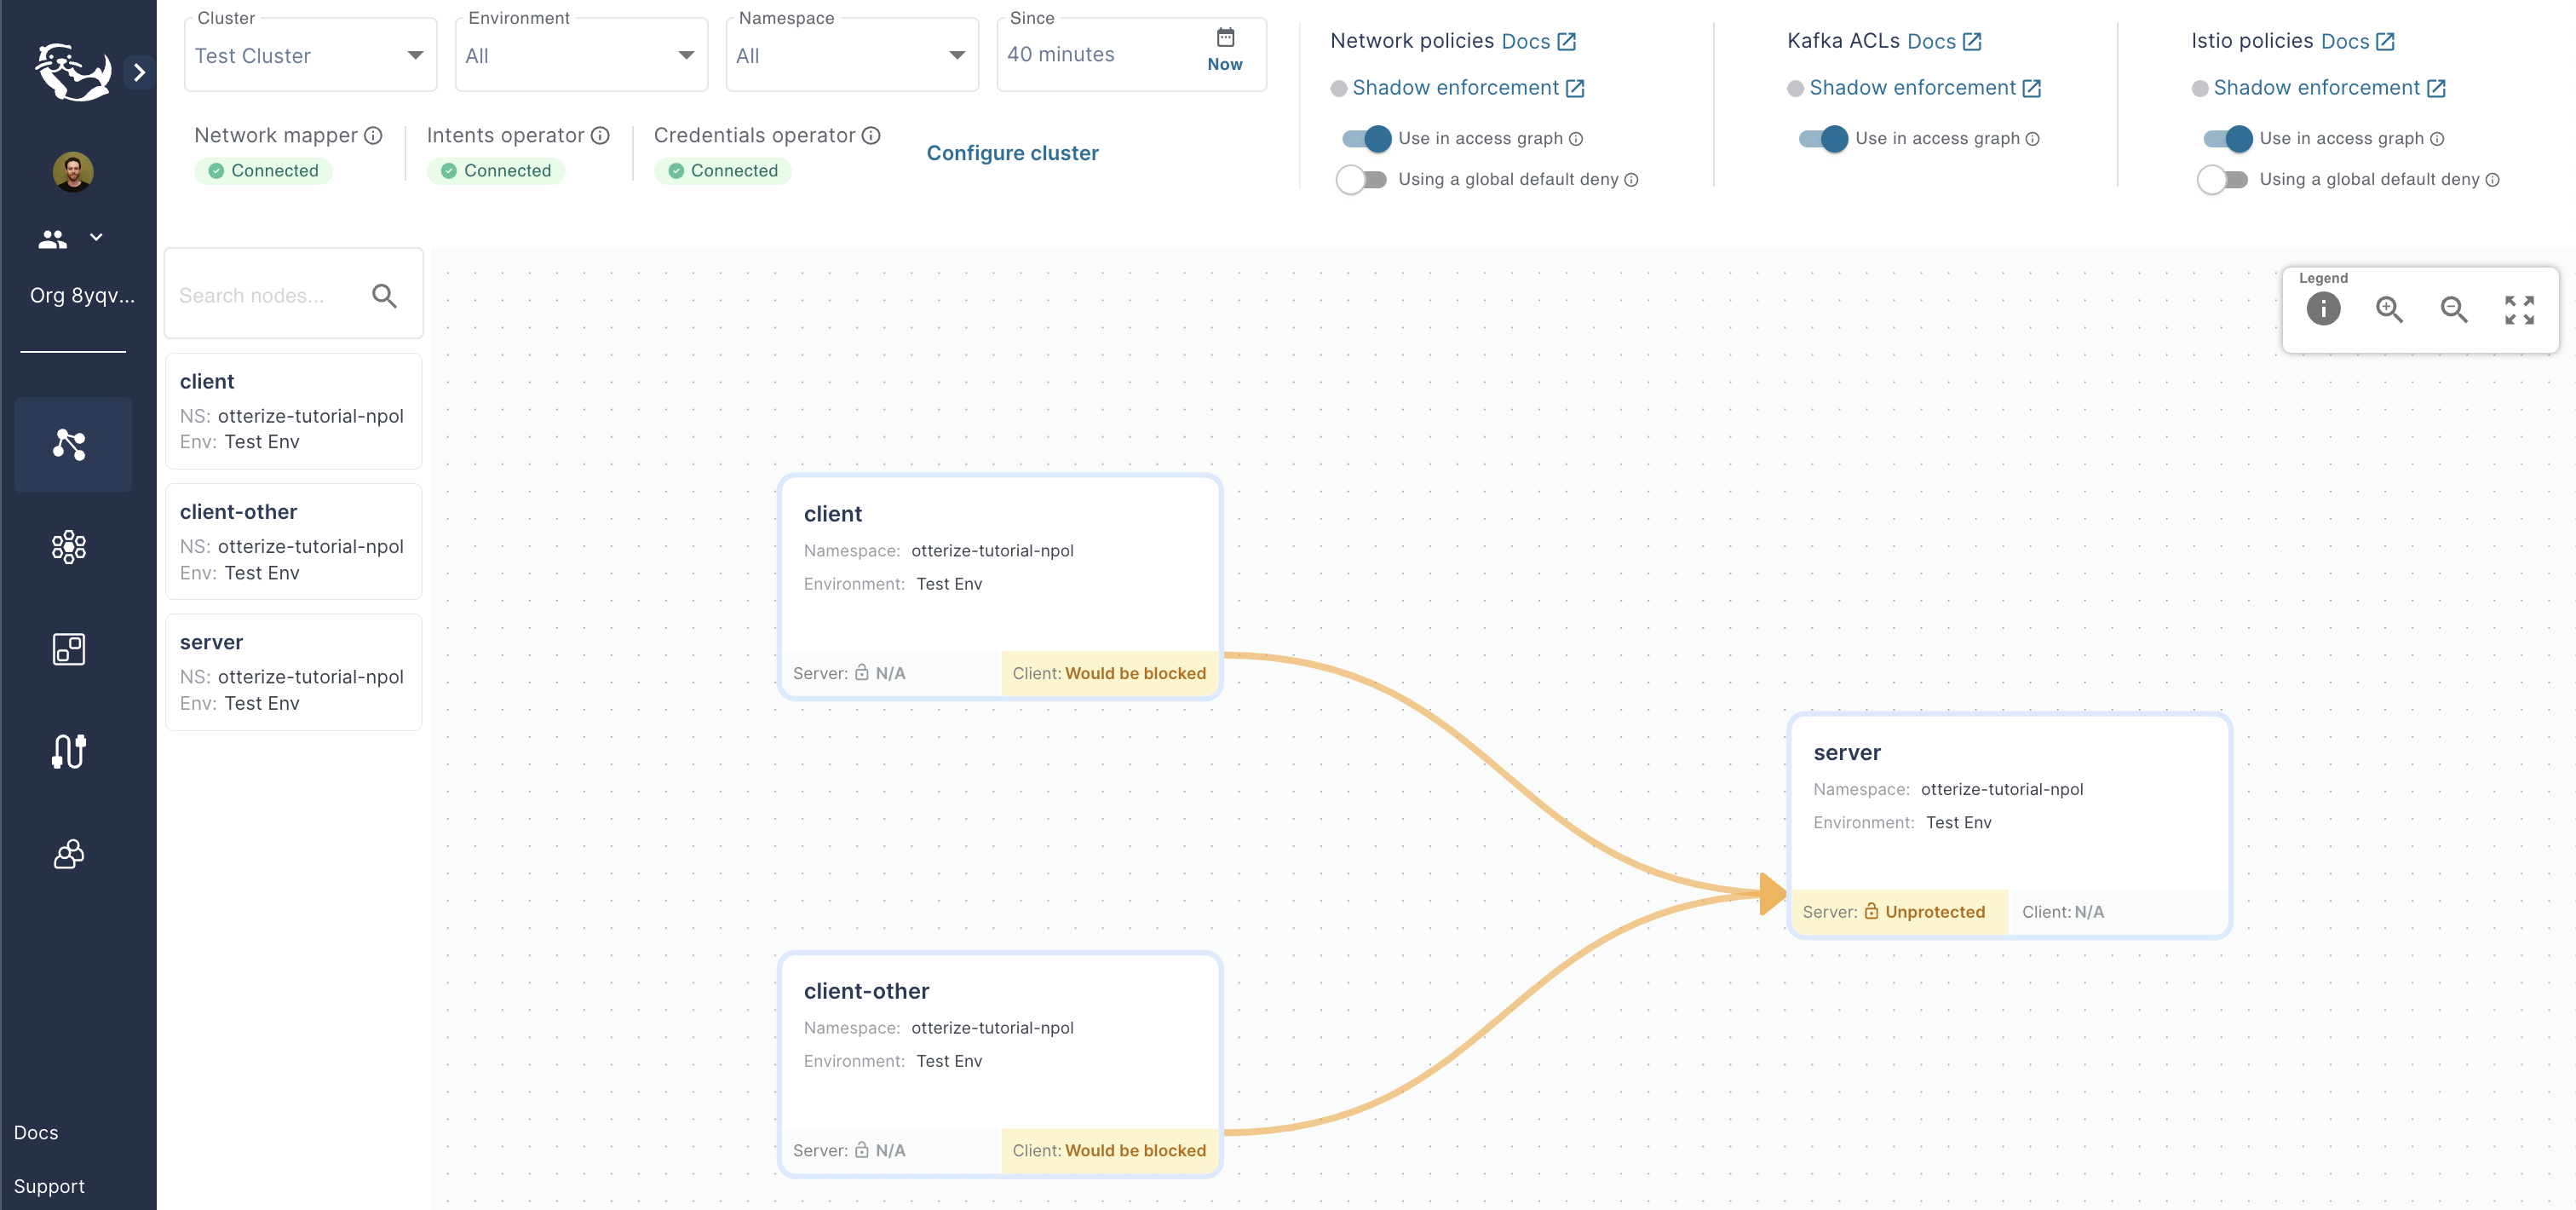 Cluster
Test Cluster
Environment
All
Namespace
All
Since
40 minutes
Now
Network mapper
Connected
Intents operator
Connected
Credentials operator
Connected
Configure cluster
Network policies Docs
Shadow enforcement
Use in access graph
Using a global default deny
Kafka ACLs Docs
Shadow enforcement
Use in access graph
Istio policies Docs
Shadow enforcement
Use in access graph
Using a global default deny
Org 8yqv...
Docs
Support
Search nodes...
client
NS: otterize-tutorial-npol
Env: Test Env
client-other
NS: otterize-tutorial-npol
Env: Test Env
server
NS: otterize-tutorial-npol
Env: Test Env
Legend
client
Namespace: otterize-tutorial-npol
Environment: Test Env
Server: N/A
Client: Would be blocked
server
Namespace: otterize-tutorial-npol
Environment: Test Env
Server: Unprotected
Client: N/A
client-other
Namespace: otterize-tutorial-npol
Environment: Test Env
Server: N/A
Client: Would be blocked